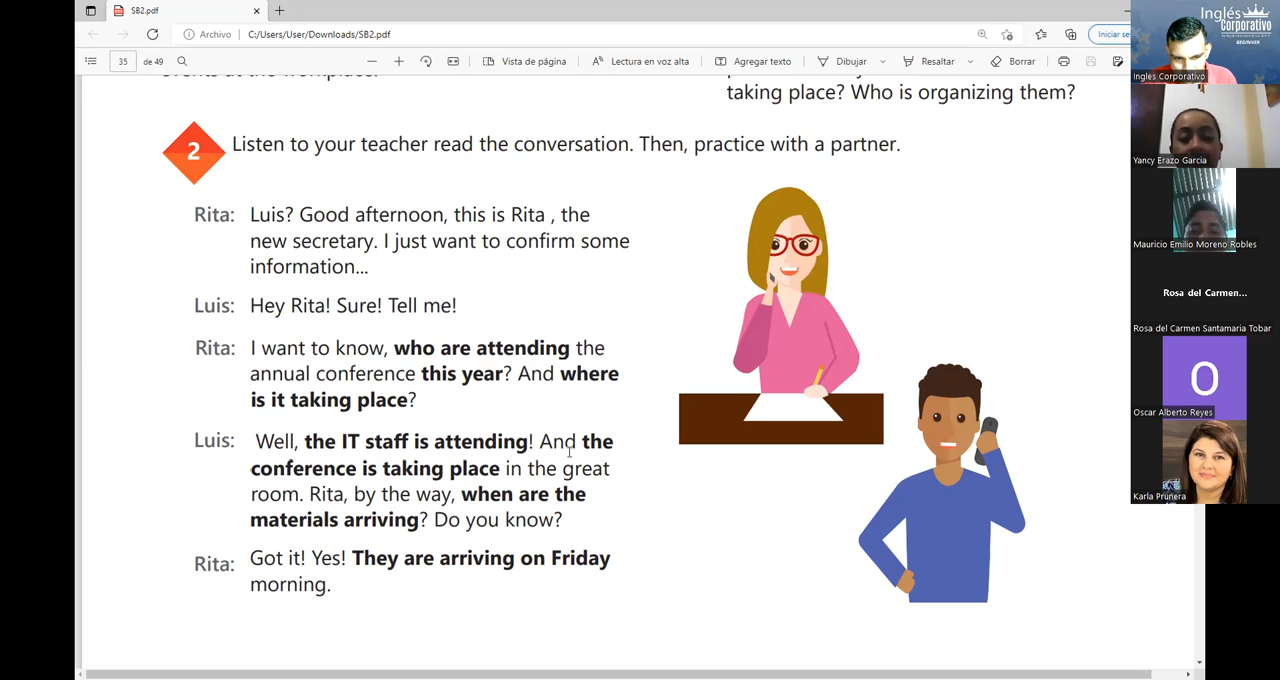 SB2.pdf
Archivo
C:/Users/User/Downloads/SB2.pdf
35
de 49
Vista de página
Lectura en voz alta
Agregar texto
Dibujar
Resaltar
Borrar
taking place? Who is organizing them?
2
Listen to your teacher read the conversation. Then, practice with a partner.
Rita: Luis? Good afternoon, this is Rita , the
new secretary. I just want to confirm some
information...
Luis: Hey Rita! Sure! Tell me!
Rita: I want to know, who are attending the
annual conference this year? And where
is it taking place?
Luis: Well, the IT staff is attending! And the
conference is taking place in the great
room. Rita, by the way, when are the
materials arriving? Do you know?
Rita: Got it! Yes! They are arriving on Friday
morning.
Inglés
Corporativo
BEGINNER
Ingles Corporativo
Yancy Erazo Garcia
Mauricio Emilio Moreno Robles
Rosa del Carmen...
Rosa del Carmen Santamaria Tobar
O
Oscar Alberto Reyes
Karla Prunera